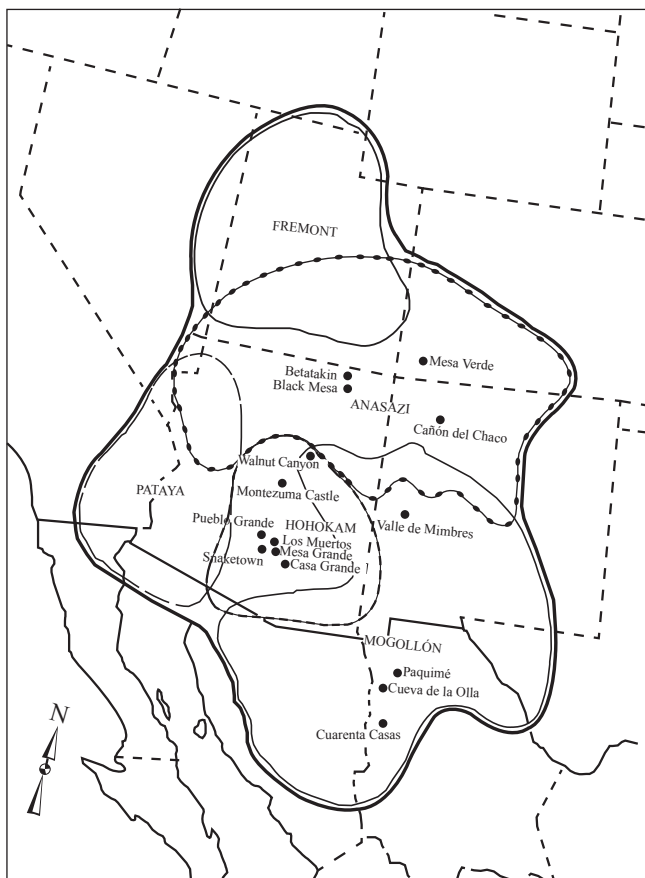 FREMONT
Mesa Verde
Betatakin
Black Mesa
ANASAZI
Cañón del Chaco
Walnut Canyon
PATAYA
Montezuma Castle
Pueblo Grande
HOHOKAM
Valle de Mimbres
Los Muertos
Mesa Grande
Snaketown
Casa Grande
MOGOLLÓN
Paquimé
Cueva de la Olla
Cuarenta Casas
N